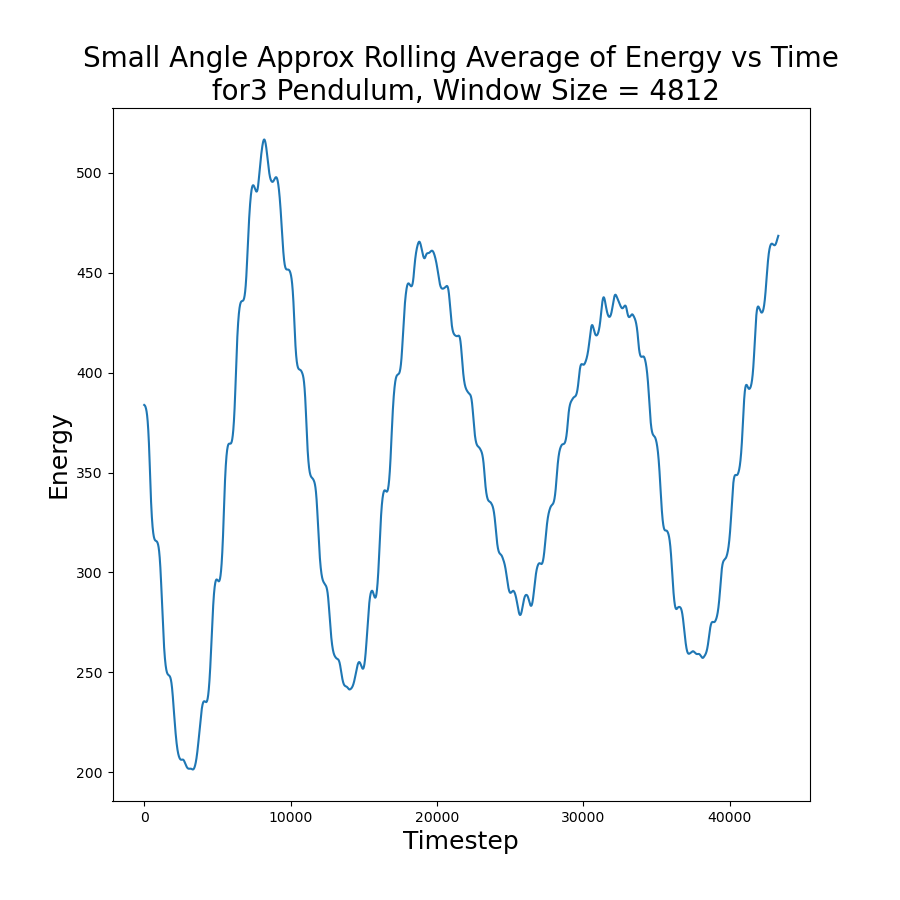 Small Angle Approx Rolling Average of Energy vs Time
for3 Pendulum, Window Size = 4812
500
450
400
350
300
250
200
Energy
0 10000 20000 30000 40000
Timestep